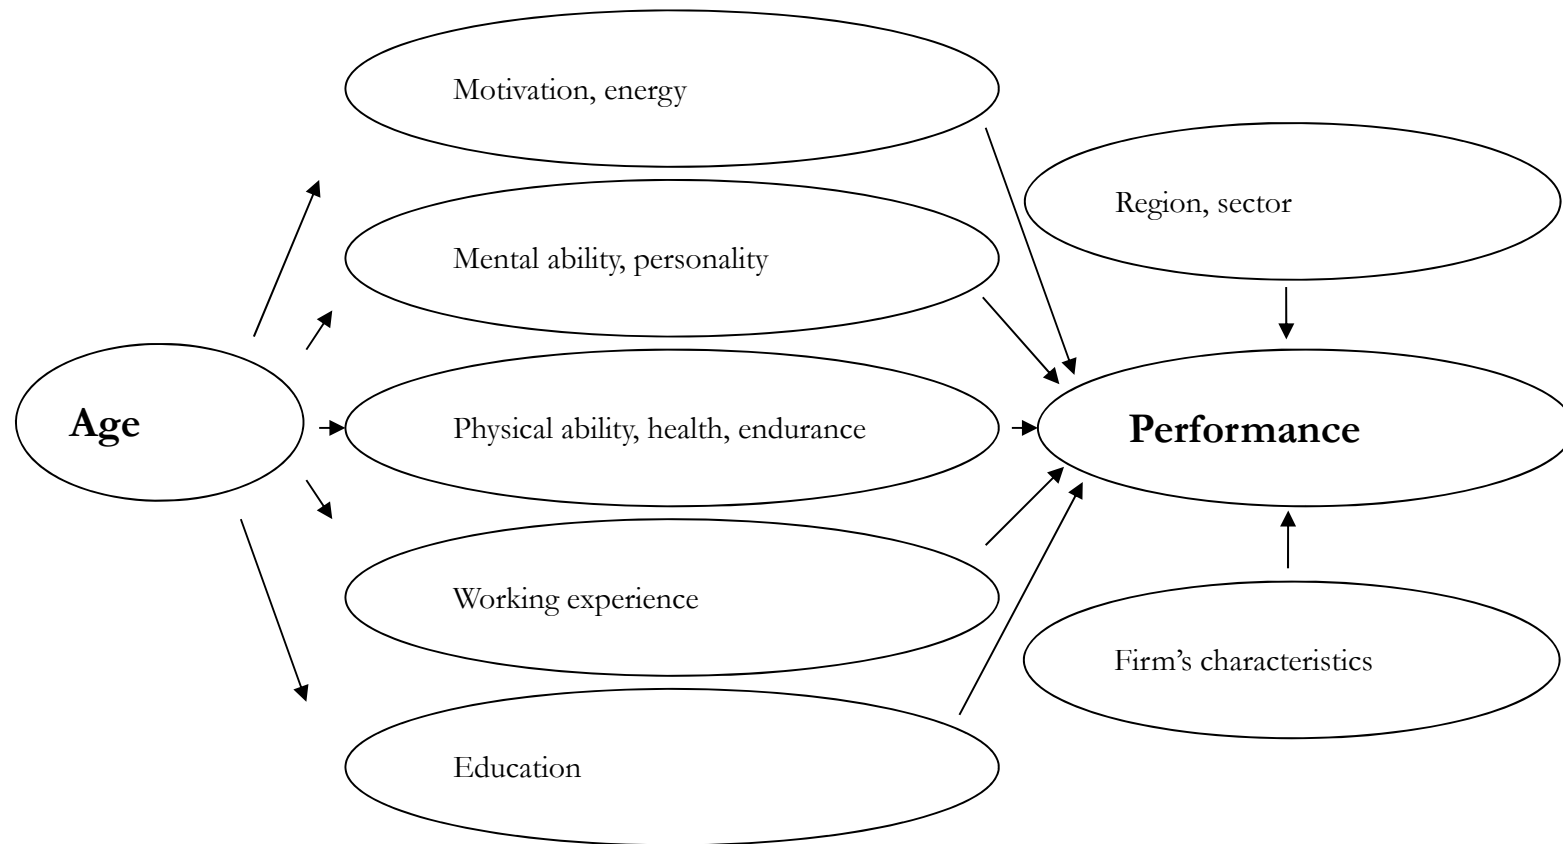 Motivation, energy
Region, sector
Mental ability, personality
Age
Physical ability, health, endurance
Performance
Working experience
Firm’s characteristics
Education